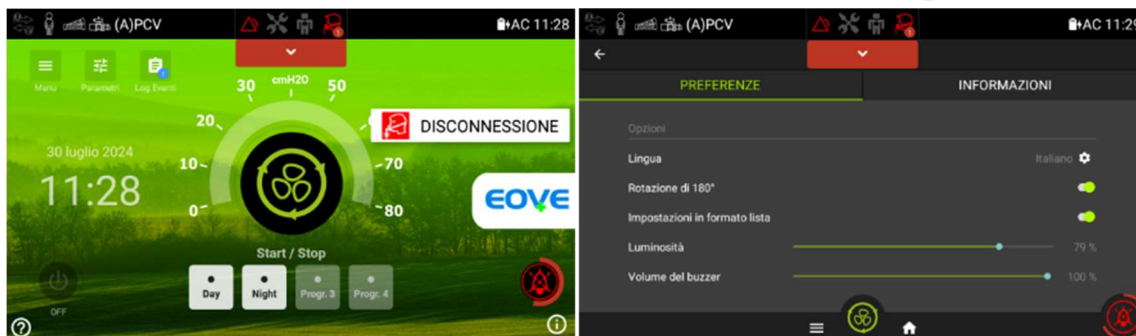 (A)PCV
AC 11:28
Menù
Parametri
Log Eventi
cmH20
30
50
20
DISCONNESSIONE
30 luglio 2024
11:28
10
70
0
80
EOVE
Start / Stop
Day
Night
Progr. 3
Progr. 4
OFF
(A)PCV
AC 11:29
PREFERENZE
INFORMAZIONI
Opzioni
Lingua
Italiano
Rotazione di 180°
Impostazioni in formato lista
Luminosità
79 %
Volume del buzzer
100 %